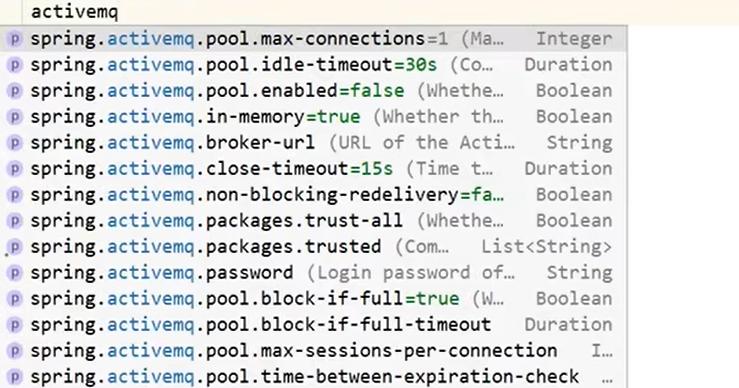 activemq
p spring.activemq.pool.max-connections=1 (Ma… Integer
p spring.activemq.pool.idle-timeout=30s (Co… Duration
p spring.activemq.pool.enabled=false (Whethe… Boolean
p spring.activemq.in-memory=true (Whether th… Boolean
p spring.activemq.broker-url (URL of the Acti… String
p spring.activemq.close-timeout=15s (Time t… Duration
p spring.activemq.non-blocking-redelivery=fa… Boolean
p spring.activemq.packages.trust-all (Whethe… Boolean
p spring.activemq.packages.trusted (Com… List<String>
p spring.activemq.password (Login password of… String
p spring.activemq.pool.block-if-full=true (W… Boolean
p spring.activemq.pool.block-if-full-timeout Duration
p spring.activemq.pool.max-sessions-per-connection I…
p spring.activemq.pool.time-between-expiration-check …